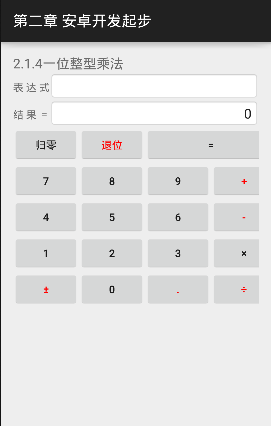 第二章 安卓开发起步
2.1.4一位整型乘法
表 达 式
结 果 = 0
归零 退位 =
7 8 9 +
4 5 6 -
1 2 3 ×
± 0 . ÷